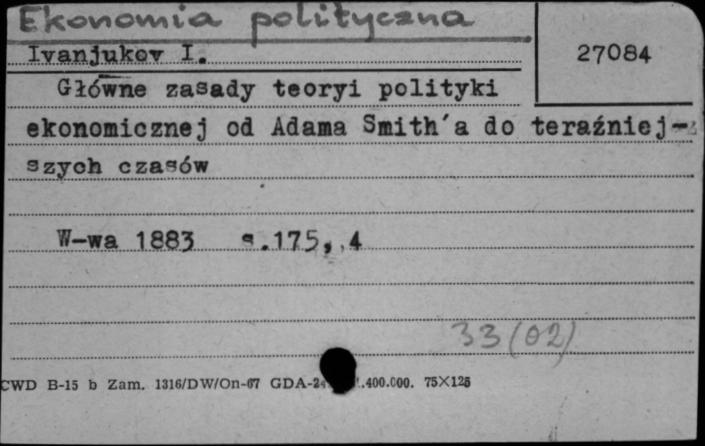 Ekonomia polityczna
Ivanjukov I.
27084
Główne zasady teoryi polityki
ekonomicznej od Adama Smith'a do teraźniej-
szych czasów
W-wa 1883 s.175, 4
33(02)
CWD B-15 b Zam. 1316/DW/On-67 GDA-24 .400.000. 75X125